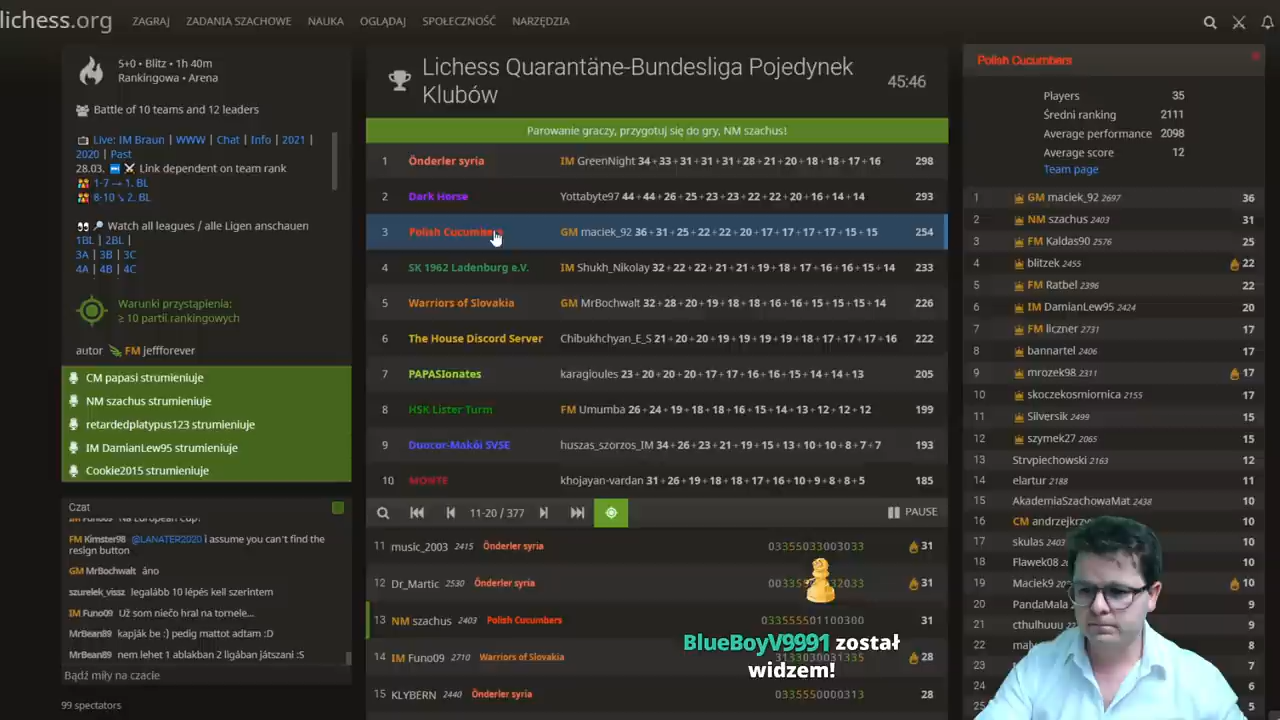 lichess.org ZAGRAJ ZADANIA SZACHOWE NAUKA OGLĄDAJ SPOŁECZNOŚĆ NARZĘDZIA
5+0 • Blitz • 1h 40m
Rankingowa • Arena
Battle of 10 teams and 12 leaders
Live: IM Braun | WWW | Chat | Info | 2021 |
2020 | Past
28.03. Link dependent on team rank
1-7 → 1. BL
8-10 2. BL
Watch all leagues / alle Ligen anschauen
1BL | 2BL |
3A | 3B | 3C
4A | 4B | 4C
Warunki przystąpienia:
≥ 10 partii rankingowych
autor FM jeffforever
CM papasi strumieniuje
NM szachus strumieniuje
retardedplatypus123 strumieniuje
IM DamianLew95 strumieniuje
Cookie2015 strumieniuje
Czat
IM Funo09 Na European Cup!
FM Kimster98 @LANATER2020 i assume you can't find the
resign button
GM MrBochwalt áno
szurelek_vissz legalább 10 lépés kell szerintem
IM Funo09 Už som niečo hral na tornele...
MrBean89 kapják be :) pedig mattot adtam :D
MrBean89 nem lehet 1 ablakban 2 ligában játszani :S
Bądź miły na czacie
99 spectators
Lichess Quarantäne-Bundesliga Pojedynek
Klubów
45:46
Parowanie graczy, przygotuj się do gry, NM szachus!
1 Önderler syria IM GreenNight 34+33+31+31+31+28+21+20+18+18+17+16 298
2 Dark Horse Yottabyte97 44+44+26+25+23+23+22+22+20+16+14+14 293
3 Polish Cucumbers GM maciek_92 36+31+25+22+22+20+17+17+17+17+15+15 254
4 SK 1962 Ladenburg e.V. IM Shukh_Nikolay 32+22+22+21+21+19+18+17+16+16+15+14 233
5 Warriors of Slovakia GM MrBochwalt 32+28+20+19+18+18+16+16+15+15+15+14 226
6 The House Discord Server Chibukhchyan_E_S 21+20+20+19+19+19+18+17+17+17+17+16 222
7 PAPASIonates karagioules 23+20+20+20+17+17+16+16+15+14+14+13 205
8 HSK Lister Turm FM Umumba 26+24+19+18+18+16+15+14+13+12+12+12 199
9 Duocor-Makói SVSE huszas_szorzos_IM 34+26+23+21+19+15+13+10+10+8+7+7 193
10 MONTE khojayan-vardan 31+26+19+18+18+17+16+10+9+8+8+5 185
11-20 / 377 PAUSE
11 music_2003 2415 Önderler syria 0033550330033033 31
12 Dr_Martic 2530 Önderler syria 31
13 NM szachus 2403 Polish Cucumbers 31
14 IM Funo09 2710 Warriors of Slovakia 28
15 KLYBERN 2440 Önderler syria 28
BlueBoyV9991 został
widzem!
Polish Cucumbers
Players 35
Średni ranking 2111
Average performance 2098
Average score 12
Team page
1 GM maciek_92 2697 36
2 NM szachus 2403 31
3 FM Kaldas90 2576 25
4 blitzek 2455 22
5 FM Ratbel 2396 22
6 IM DamianLew95 2424 20
7 FM liczner 2731 17
8 bannartel 2406 17
9 mrozek98 2311 17
10 skoczekosmiornica 2155 17
11 Silversik 2499 15
12 szymek27 2065 15
13 Strvpiechowski 2163 12
14 elartur 2188 11
15 AkademiaSzachowaMat 2438 10
16 CM 10
17 skulas 2403 10
18 Flawek08 10
19 Maciek9 10
20 PandaMala 9
21 cthulhuuu 9
22 8
23 7
24 6
25 5